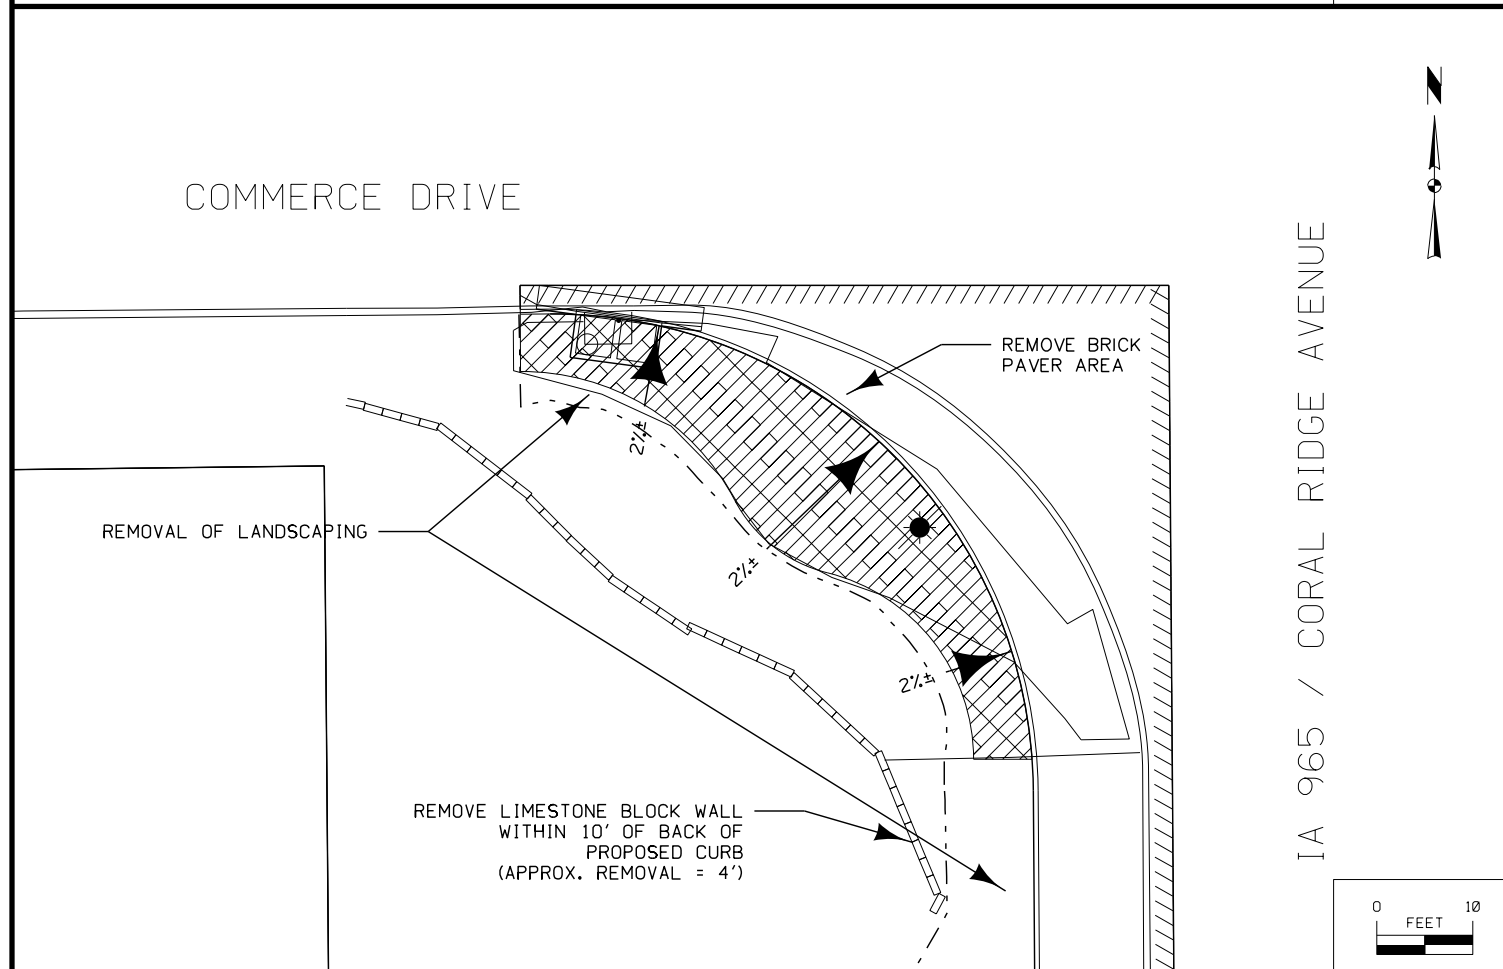 N
COMMERCE DRIVE
IA 965 / CORAL RIDGE AVENUE
REMOVE BRICK
PAVER AREA
2%±
REMOVAL OF LANDSCAPING
2%±
2%±
REMOVE LIMESTONE BLOCK WALL
WITHIN 10' OF BACK OF
PROPOSED CURB
(APPROX. REMOVAL = 4')
0 10
FEET